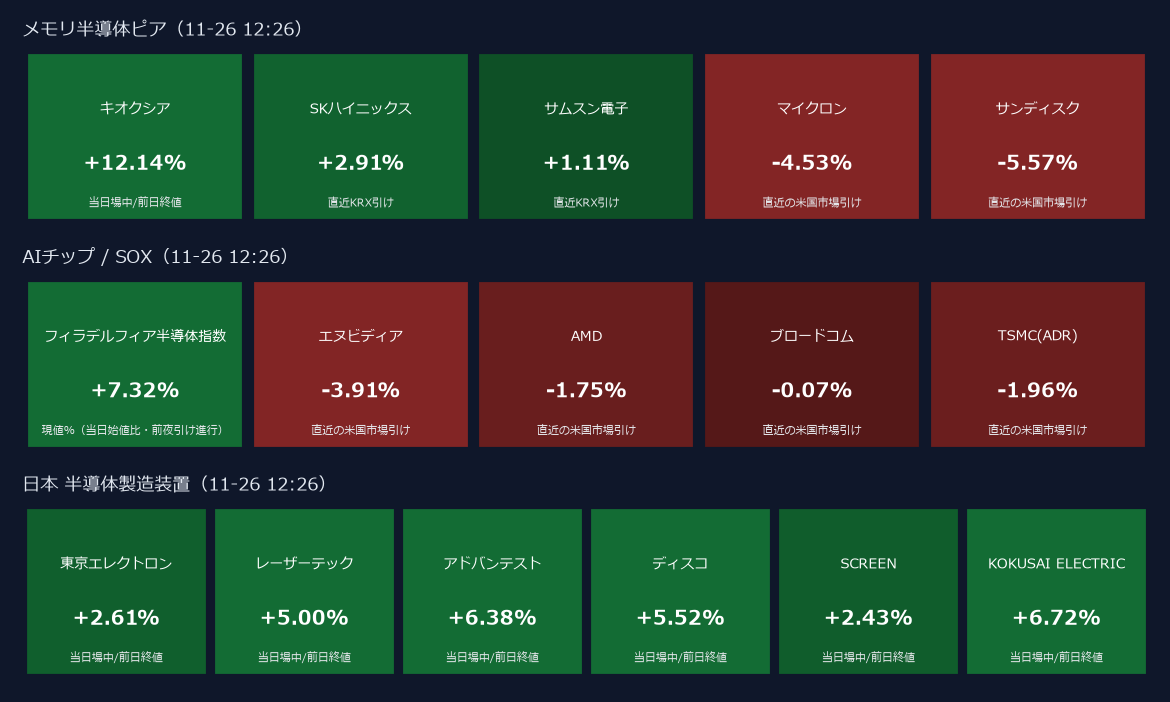 メモリ半導体ピア（11-26 12:26）
キオクシア
+12.14%
当日場中/前日終値
SKハイニックス
+2.91%
直近KRX引け
サムスン電子
+1.11%
直近KRX引け
マイクロン
-4.53%
直近の米国市場引け
サンディスク
-5.57%
直近の米国市場引け
AIチップ / SOX（11-26 12:26）
フィラデルフィア半導体指数
+7.32%
現値%（当日始値比・前夜引け進行）
エヌビディア
-3.91%
直近の米国市場引け
AMD
-1.75%
直近の米国市場引け
ブロードコム
-0.07%
直近の米国市場引け
TSMC(ADR)
-1.96%
直近の米国市場引け
日本 半導体製造装置（11-26 12:26）
東京エレクトロン
+2.61%
当日場中/前日終値
レーザーテック
+5.00%
当日場中/前日終値
アドバンテスト
+6.38%
当日場中/前日終値
ディスコ
+5.52%
当日場中/前日終値
SCREEN
+2.43%
当日場中/前日終値
KOKUSAI ELECTRIC
+6.72%
当日場中/前日終値